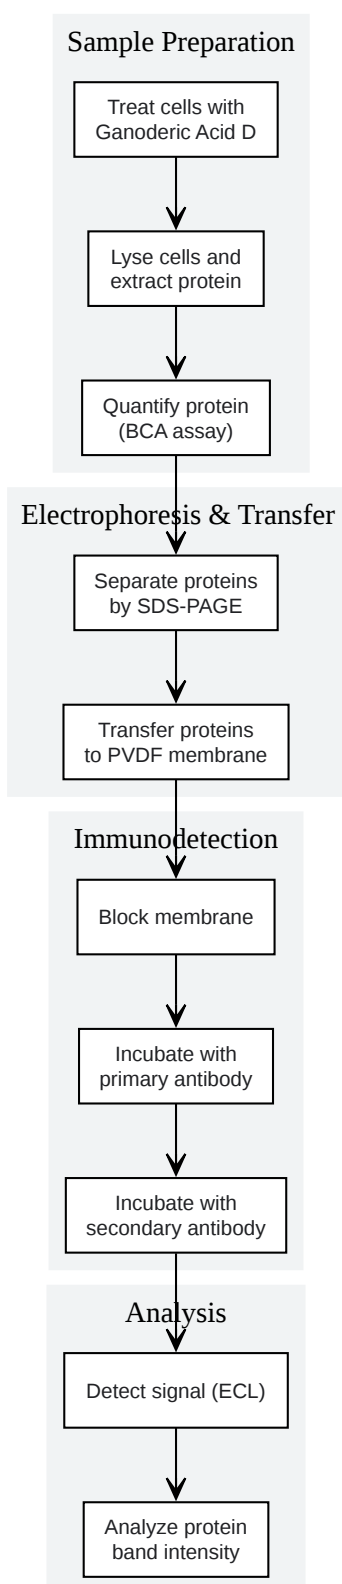 Sample Preparation
Treat cells with
Ganoderic Acid D
Lyse cells and
extract protein
Quantify protein
(BCA assay)
Electrophoresis & Transfer
Separate proteins
by SDS-PAGE
Transfer proteins
to PVDF membrane
Immunodetection
Block membrane
Incubate with
primary antibody
Incubate with
secondary antibody
Analysis
Detect signal (ECL)
Analyze protein
band intensity